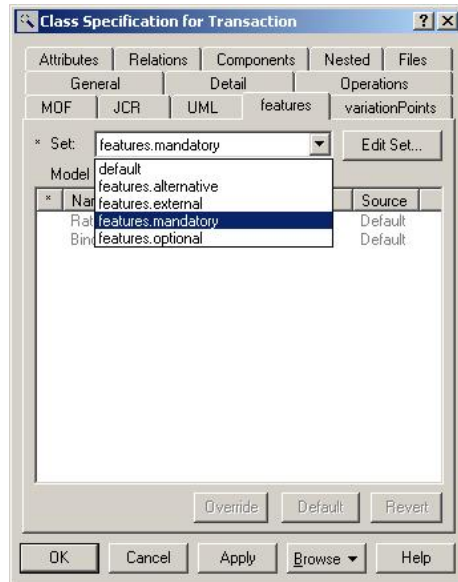 Class Specification for Transaction
Attributes Relations Components Nested Files
General Detail Operations
MOF JCR UML features variationPoints
* Set: features.mandatory Edit Set...
Model
default
features.alternative
* Source
features.external
features.mandatory Default
features.optional Default
Override Default Revert
OK Cancel Apply Browse Help